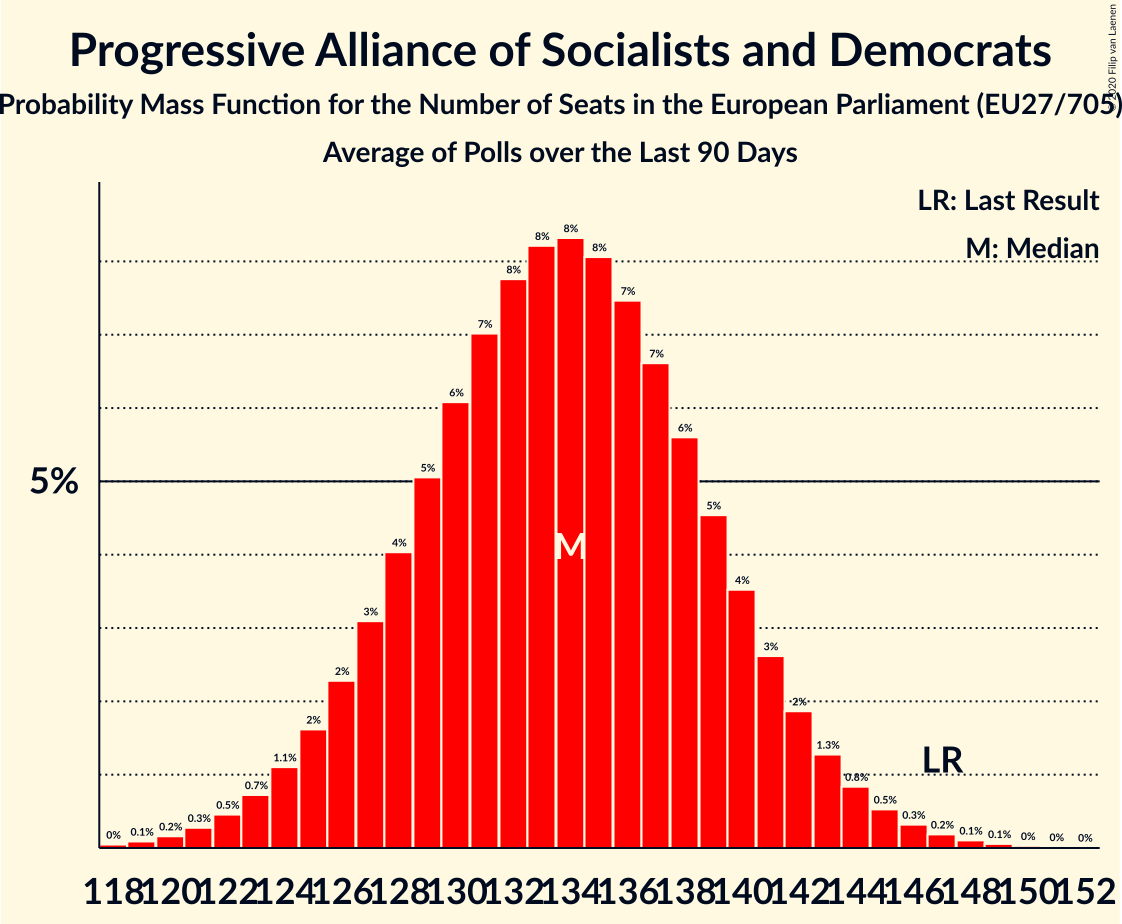 Progressive Alliance of Socialists and Democrats
Probability Mass Function for the Number of Seats in the European Parliament (EU27/705)
Average of Polls over the Last 90 Days
2020 Filip van Laenen
LR: Last Result
M: Median
5%
0% 0.1% 0.2% 0.3% 0.5% 0.7% 1.1% 2% 2% 3% 4% 5% 6% 7% 8% 8% 8% 8% 7% 7% 6% 5% 4% 3% 2% 1.3% 0.8% 0.5% 0.3% 0.2% 0.1% 0.1% 0% 0% 0%
M
LR
118 120 122 124 126 128 130 132 134 136 138 140 142 144 146 148 150 152